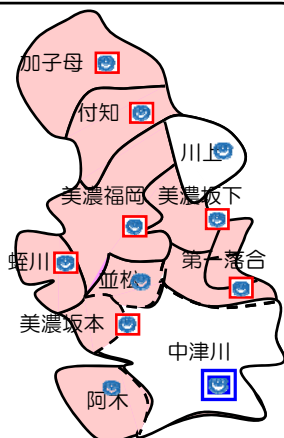 加子母
付知
川上
美濃福岡 美濃坂下
蛭川
並松
第一落合
美濃坂本
中津川
阿木